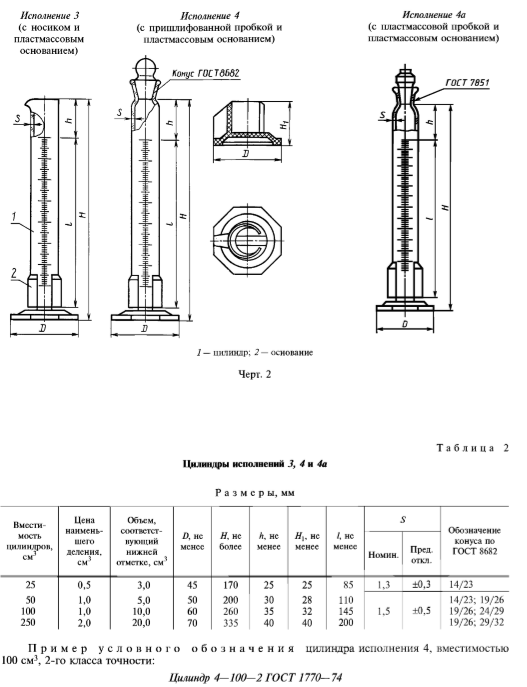 Исполнение 3
(с носиком и
пластмассовым
основанием)
Исполнение 4
(с пришлифованной пробкой и
пластмассовым основанием)
Исполнение 4а
(с пластмассовой пробкой и
пластмассовым основанием)
Конус ГОСТ 8682
ГОСТ 7851
S
h
S
h
H₁
D
S
h
1
l
H
l
H
l
H
2
D
D
D
1 — цилиндр; 2 — основание
Черт. 2
Таблица 2
Цилиндры исполнений 3, 4 и 4а
Размеры, мм
Вмести-
мость
цилиндров,
см³
Цена
наимень-
шего
деления,
см³
Объем,
соответст-
вующий
нижней
отметке, см³
D, не
менее
H, не
более
h, не
менее
H₁, не
менее
l, не
менее
S
Номин.
Пред.
откл.
Обозначение
конуса по
ГОСТ 8682
25 0,5 3,0 45 170 25 25 85 1,3 ±0,3 14/23
50 1,0 5,0 50 200 30 28 110 14/23; 19/26
100 1,0 10,0 60 260 35 32 145 1,5 ±0,5 19/26; 24/29
250 2,0 20,0 70 335 40 40 200 19/26; 29/32
Пример условного обозначения цилиндра исполнения 4, вместимостью
100 см³, 2-го класса точности:
Цилиндр 4—100—2 ГОСТ 1770—74